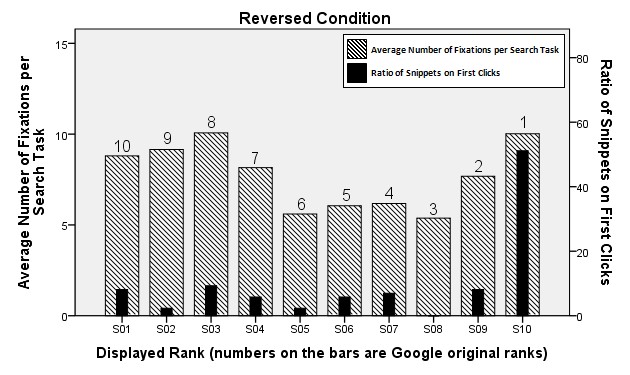 Reversed Condition
Average Number of Fixations per Search Task
Ratio of Snippets on First Clicks
15
10
5
0
Average Number of Fixations per
Search Task
80
60
40
20
0
Ratio of Snippets on First Clicks
10
9
8
7
6
5
4
3
2
1
S01
S02
S03
S04
S05
S06
S07
S08
S09
S10
Displayed Rank (numbers on the bars are Google original ranks)